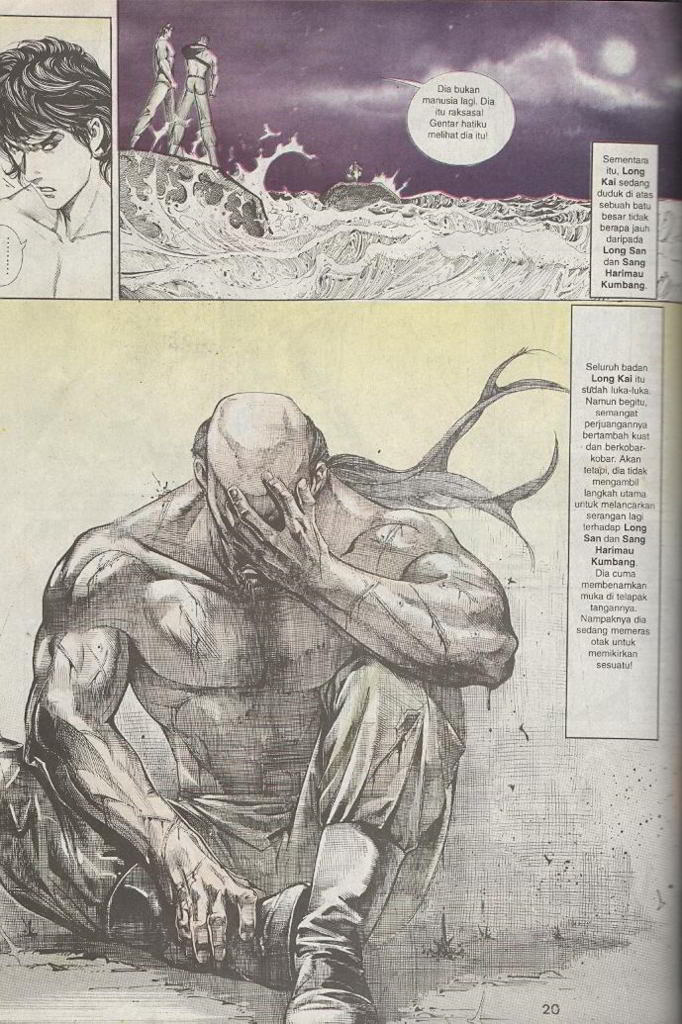 Dia bukan
manusia lagi. Dia
itu raksasa!
Gentar hatiku
melihat dia itu!
Sementara
itu, Long
Kai sedang
duduk di atas
sebuah batu
besar tidak
berapa jauh
daripada
Long San
dan Sang
Harimau
Kumbang.
Seluruh badan
Long Kai itu
sudah luka-luka.
Namun begitu,
semangat
perjuangannya
bertambah kuat
dan berkobar-
kobar. Akan
tetapi, dia tidak
mengambil
langkah utama
untuk melancarkan
serangan lagi
terhadap Long
San dan Sang
Harimau
Kumbang.
Dia cuma
membenamkan
muka di telapak
tangannya.
Nampaknya dia
sedang memeras
otak untuk
memikirkan
sesuatu!
20